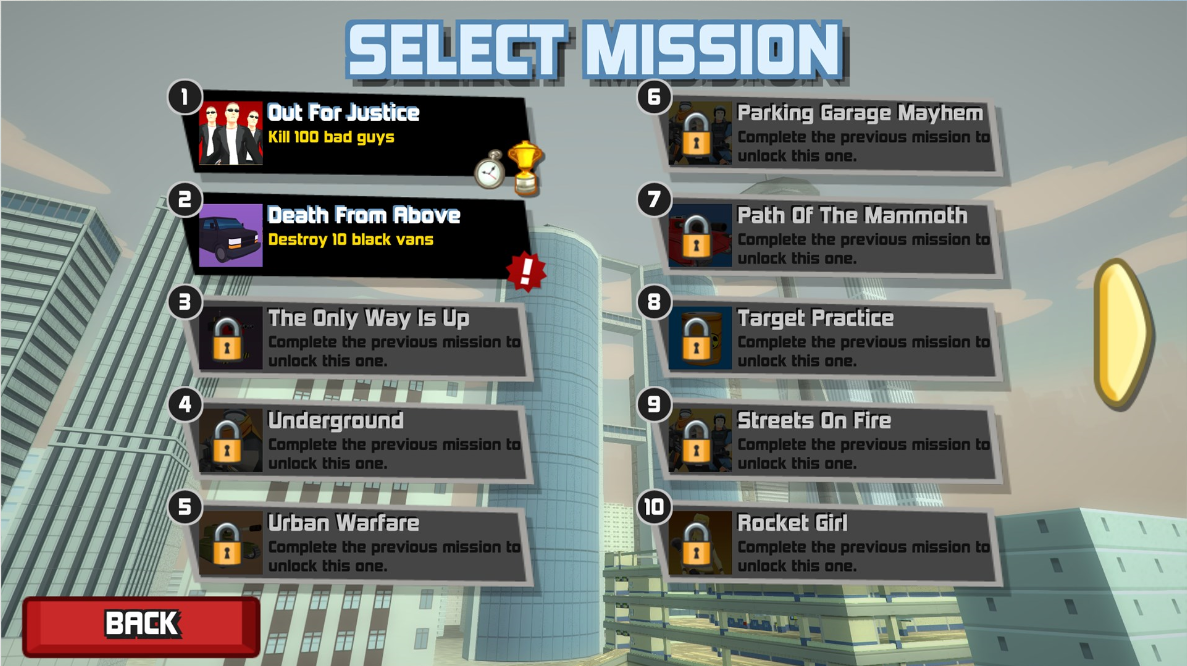 SELECT MISSION
1
Out For Justice
Kill 100 bad guys
2
Death From Above
Destroy 10 black vans
!
3
The Only Way Is Up
Complete the previous mission to
unlock this one.
4
Underground
Complete the previous mission to
unlock this one.
5
Urban Warfare
Complete the previous mission to
unlock this one.
6
Parking Garage Mayhem
Complete the previous mission to
unlock this one.
7
Path Of The Mammoth
Complete the previous mission to
unlock this one.
8
Target Practice
Complete the previous mission to
unlock this one.
9
Streets On Fire
Complete the previous mission to
unlock this one.
10
Rocket Girl
Complete the previous mission to
unlock this one.
BACK